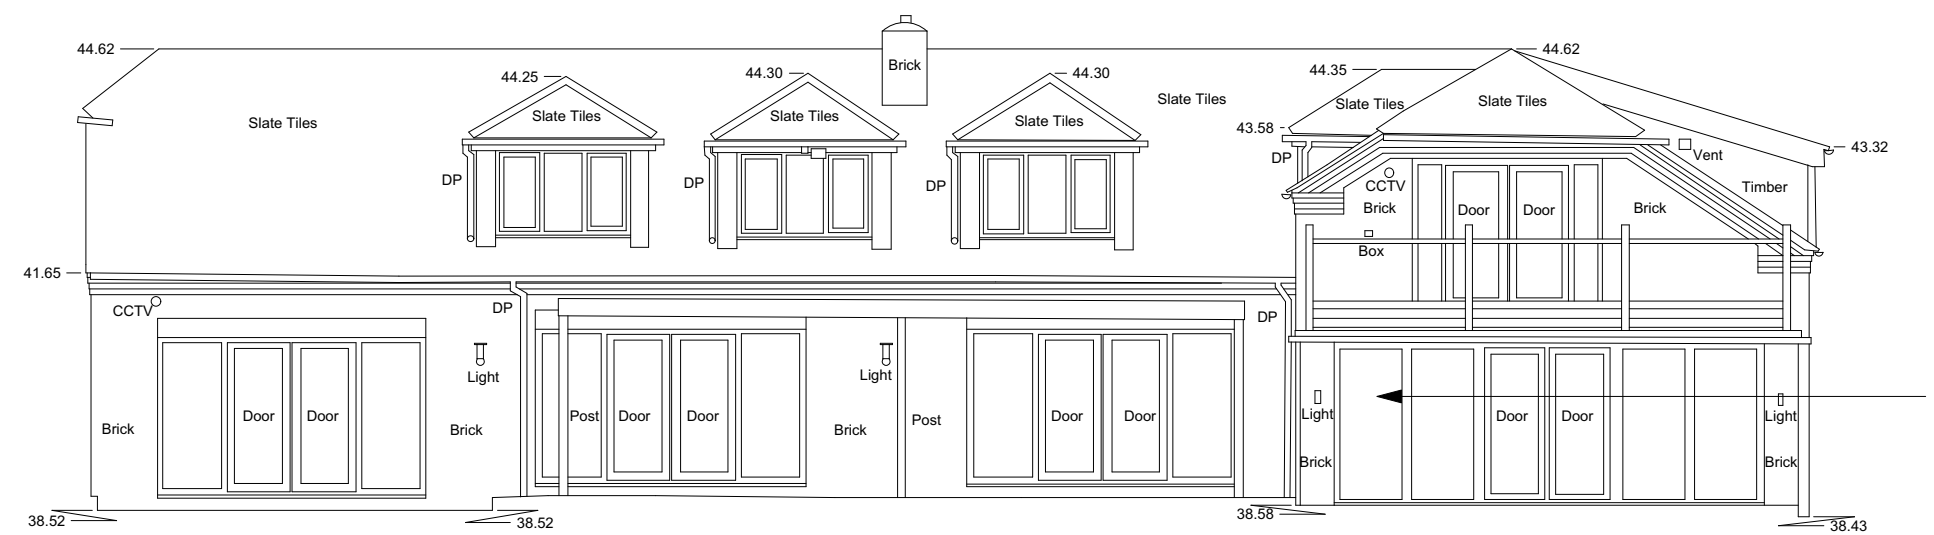 44.62
Brick
44.62
44.25
44.30
44.30
44.35
Slate Tiles
Slate Tiles
Slate Tiles
Slate Tiles
Slate Tiles
Slate Tiles
Slate Tiles
43.58
43.32
DP
Vent
DP
DP
DP
CCTV
Timber
Brick
Door
Door
Brick
Box
41.65
CCTV
DP
DP
Light
Light
Door
Door
Post
Door
Door
Post
Door
Door
Light
Door
Door
Light
Brick
Brick
Brick
Brick
Brick
38.52
38.52
38.58
38.43